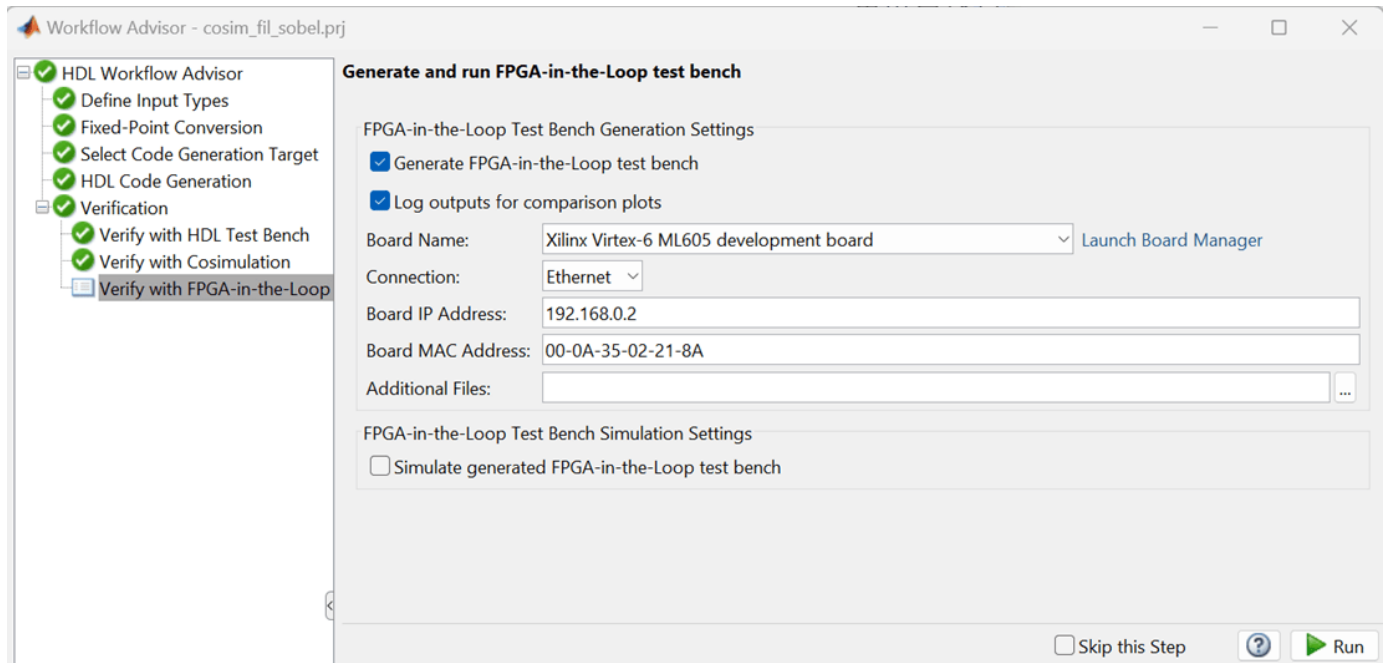 Workflow Advisor - cosim_fil_sobel.prj
HDL Workflow Advisor
Define Input Types
Fixed-Point Conversion
Select Code Generation Target
HDL Code Generation
Verification
Verify with HDL Test Bench
Verify with Cosimulation
Verify with FPGA-in-the-Loop
Generate and run FPGA-in-the-Loop test bench
FPGA-in-the-Loop Test Bench Generation Settings
Generate FPGA-in-the-Loop test bench
Log outputs for comparison plots
Board Name: Xilinx Virtex-6 ML605 development board Launch Board Manager
Connection: Ethernet
Board IP Address: 192.168.0.2
Board MAC Address: 00-0A-35-02-21-8A
Additional Files: ...
FPGA-in-the-Loop Test Bench Simulation Settings
Simulate generated FPGA-in-the-Loop test bench
Skip this Step ? Run